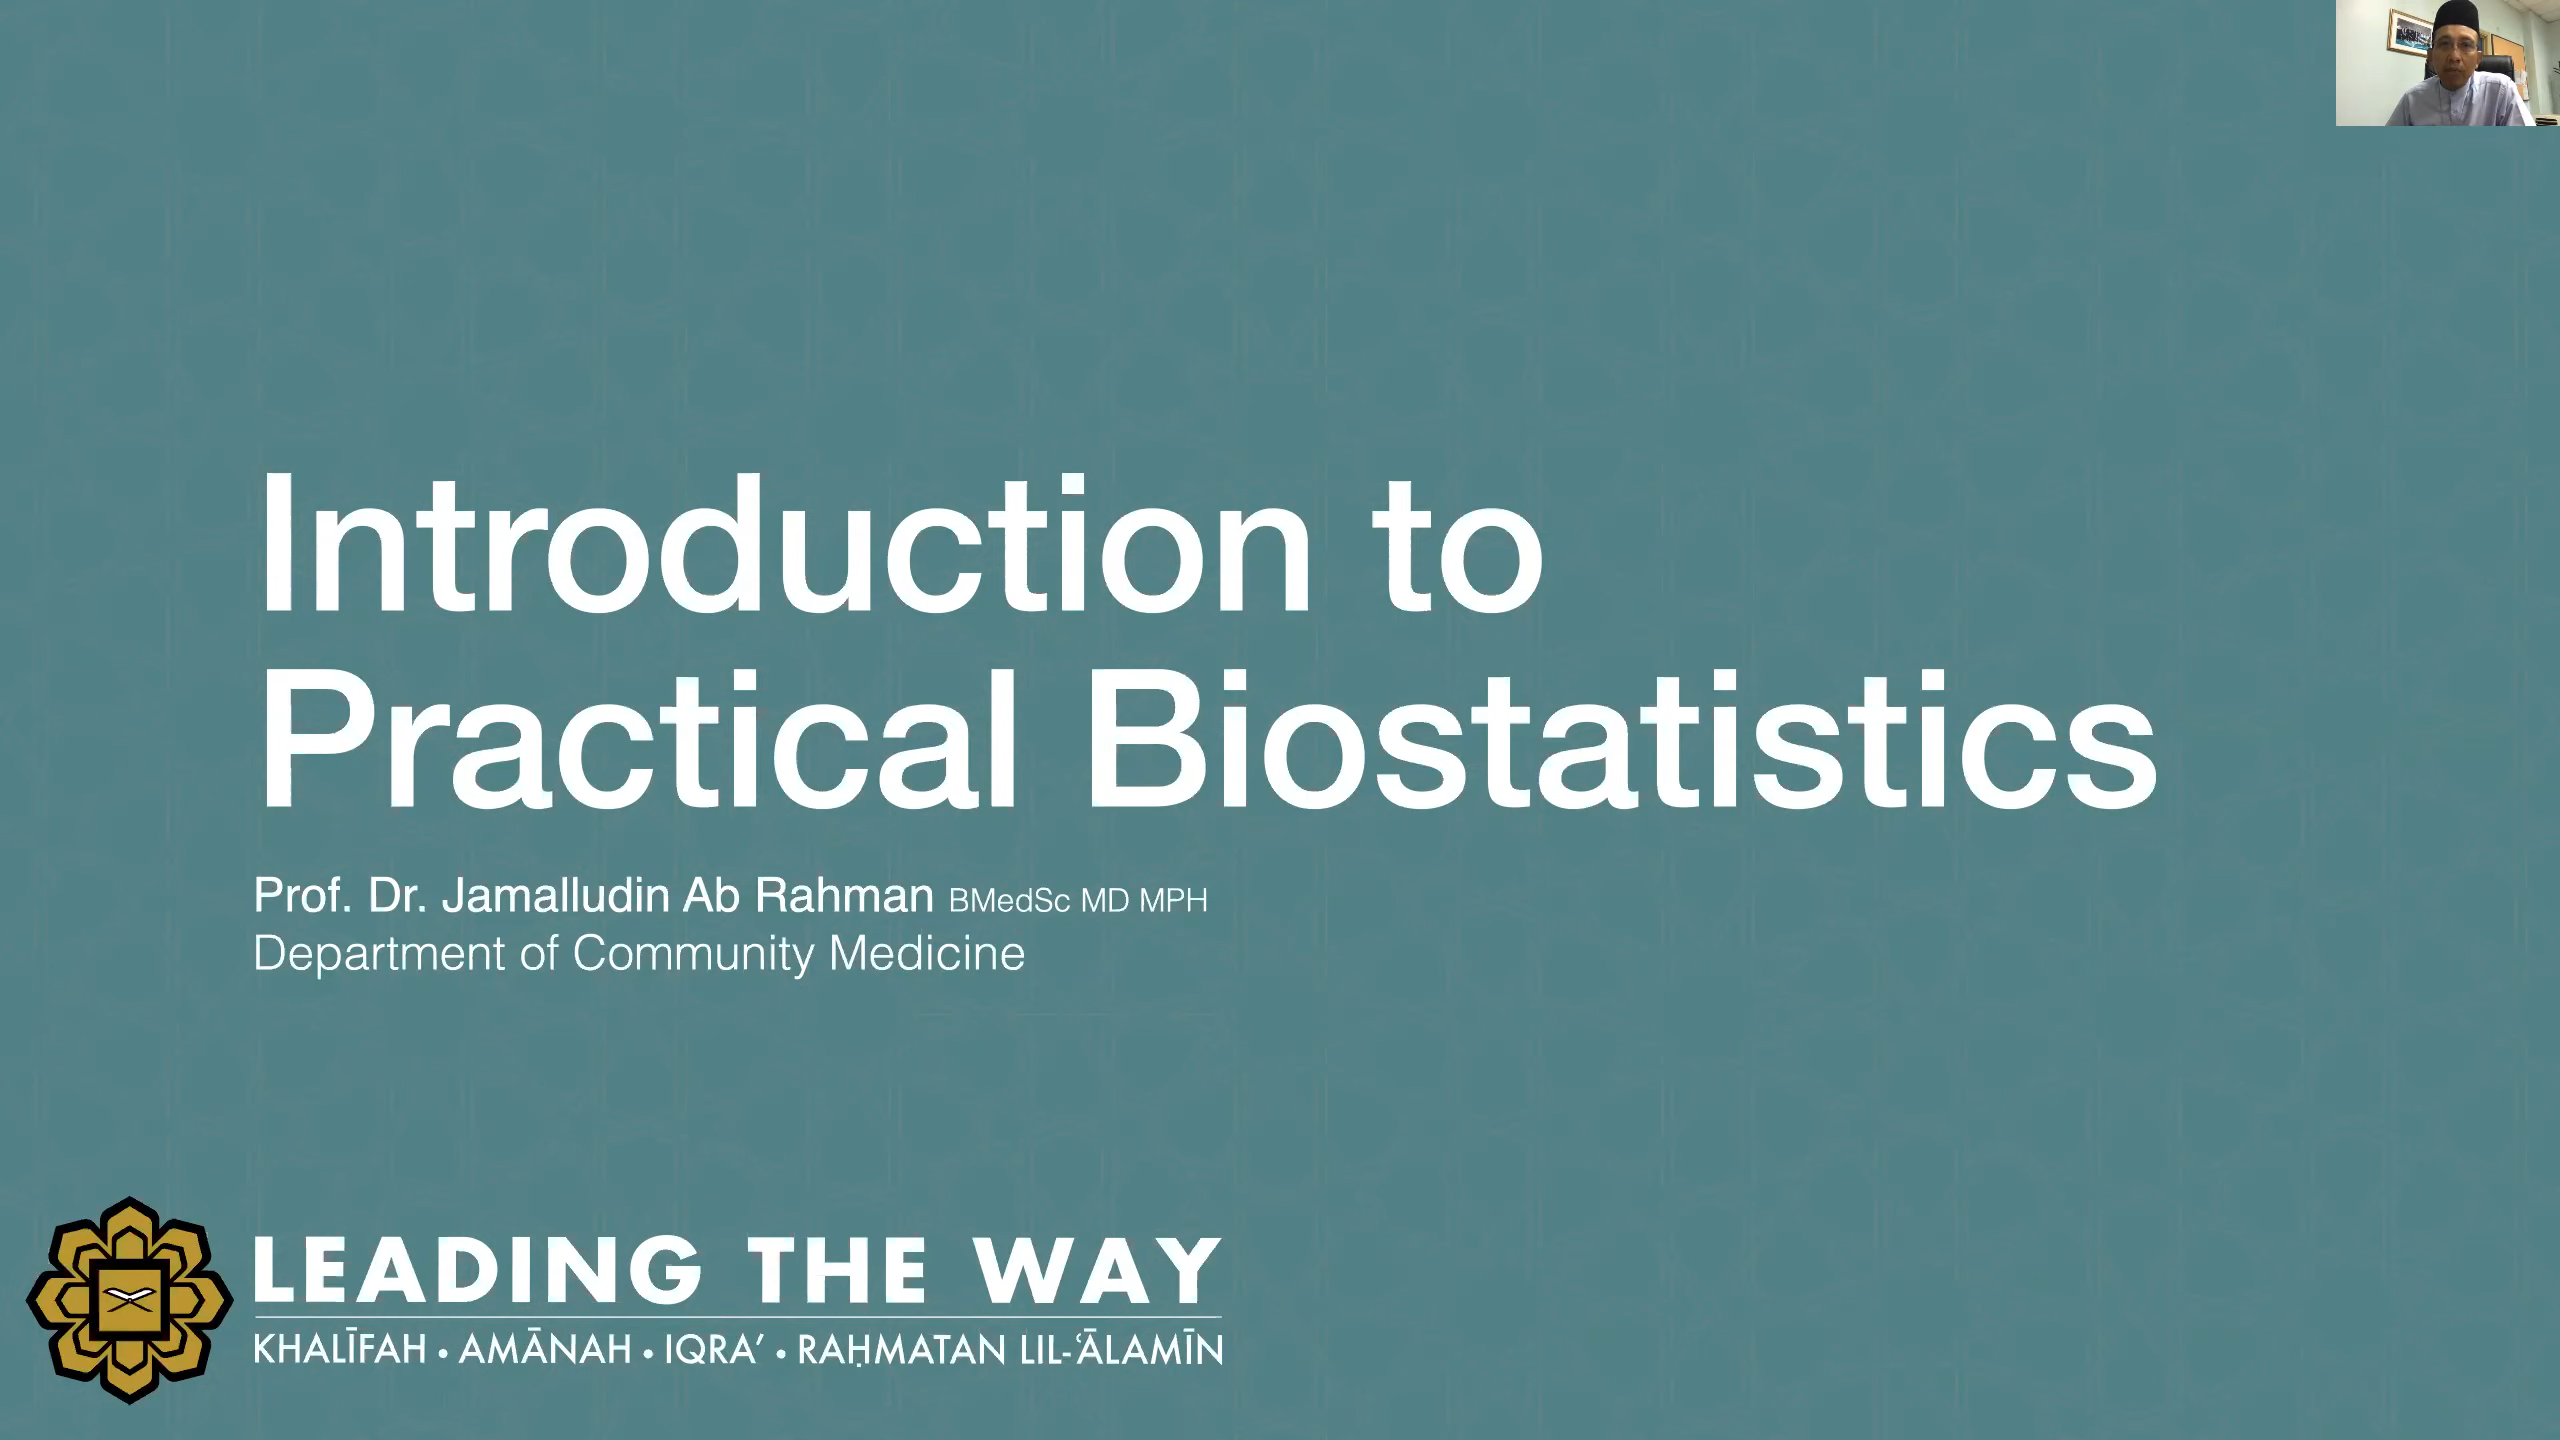 Introduction to
Practical Biostatistics
Prof. Dr. Jamalludin Ab Rahman BMedSc MD MPH
Department of Community Medicine
LEADING THE WAY
KHALĪFAH • AMĀNAH • IQRA’ • RAḤMATAN LIL-ʿĀLAMĪN